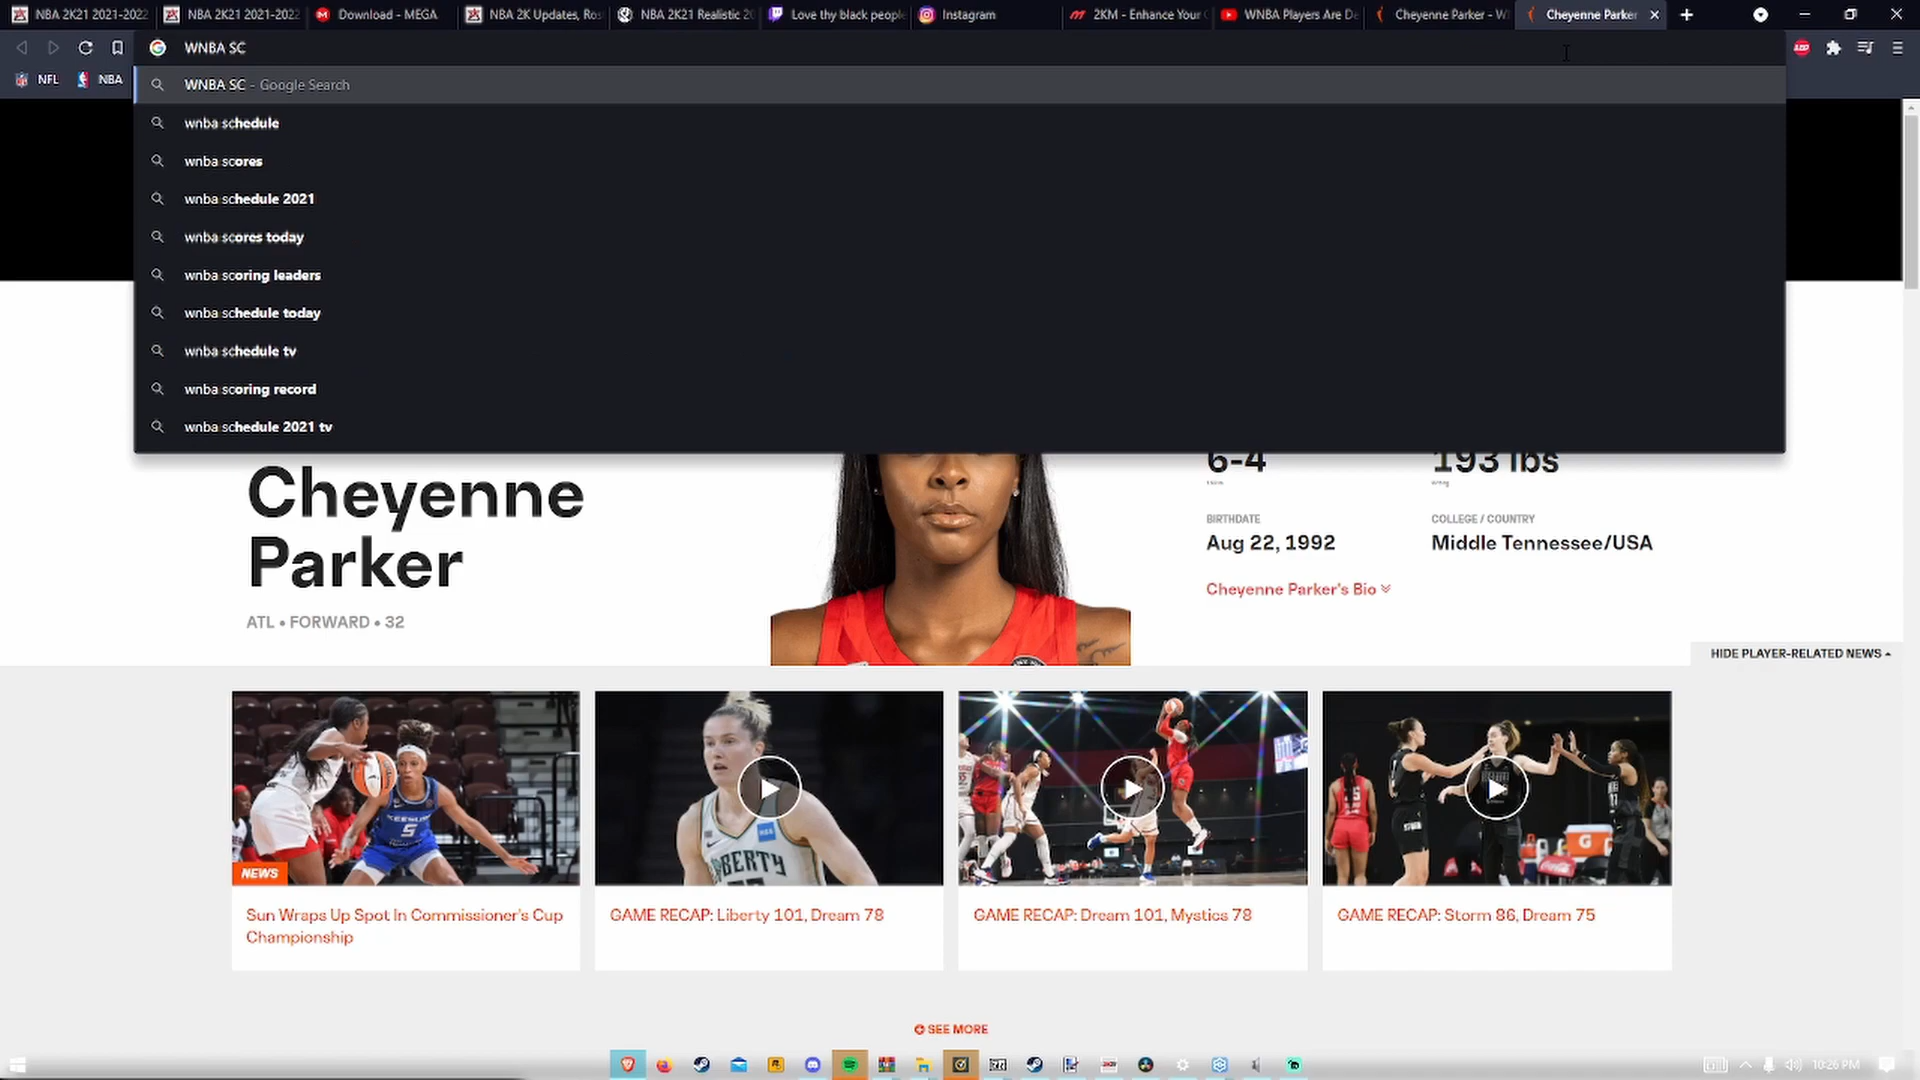 NBA 2K21 2021-2022
NBA 2K21 2021-2022
Download - MEGA
NBA 2K Updates, Ros
NBA 2K21 Realistic 20
Love thy black people
Instagram
2KM - Enhance Your
WNBA Players Are De
Cheyenne Parker - W
Cheyenne Parker
WNBA SC
NFL
NBA
WNBA SC - Google Search
wnba schedule
wnba scores
wnba schedule 2021
wnba scores today
wnba scoring leaders
wnba schedule today
wnba schedule tv
wnba scoring record
wnba schedule 2021 tv
Cheyenne
Parker
ATL • FORWARD • 32
6-4
193 lbs
BIRTHDATE
COLLEGE / COUNTRY
Aug 22, 1992
Middle Tennessee/USA
Cheyenne Parker's Bio
HIDE PLAYER-RELATED NEWS
5
LIBERTY
NEWS
Sun Wraps Up Spot In Commissioner's Cup
Championship
GAME RECAP: Liberty 101, Dream 78
GAME RECAP: Dream 101, Mystics 78
GAME RECAP: Storm 86, Dream 75
SEE MORE
10:26 PM